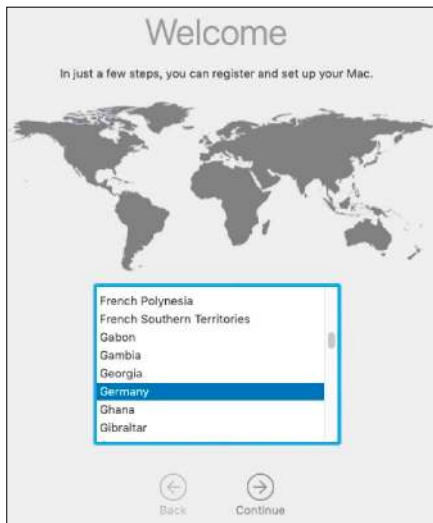 Welcome
In just a few steps, you can register and set up your Mac.
French Polynesia
French Southern Territories
Gabon
Gambia
Georgia
Germany
Ghana
Gibraltar
Back
Continue